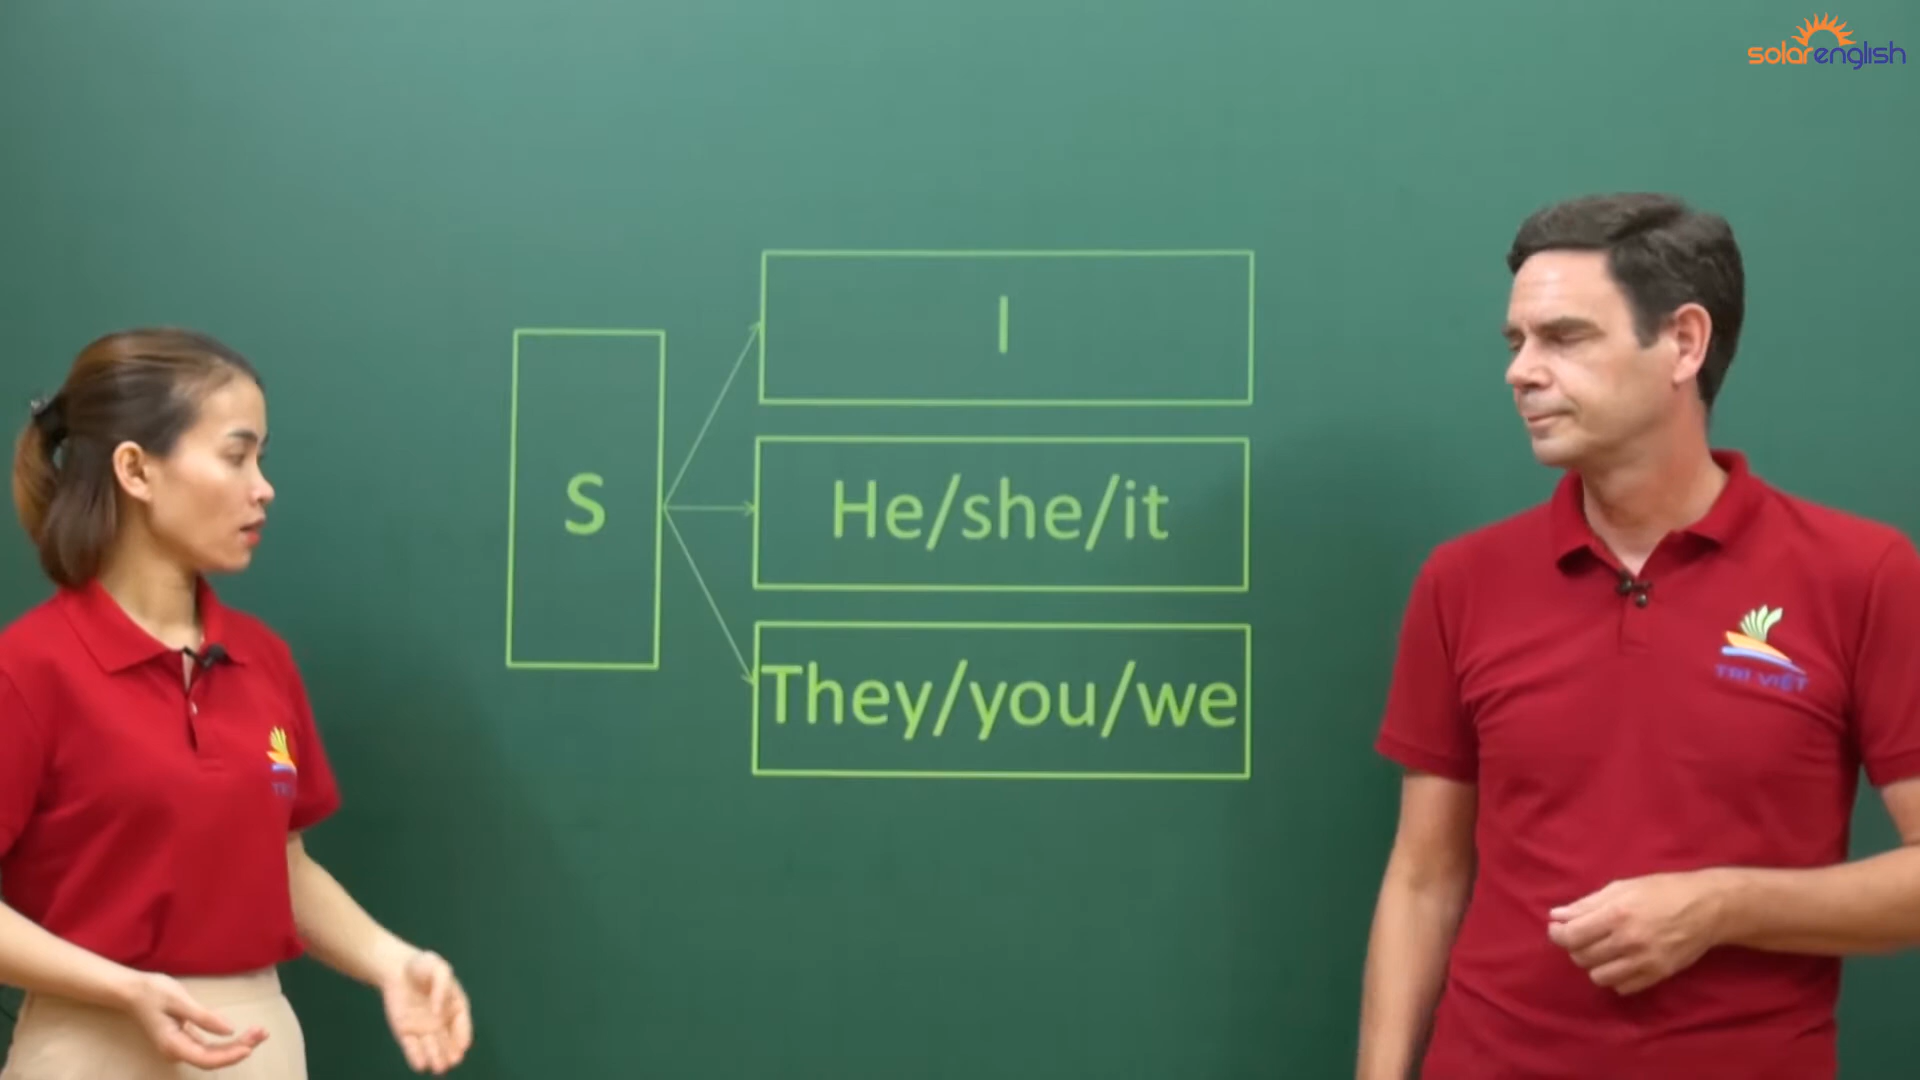 solarenglish
I
S
He/she/it
They/you/we
TRI VIỆT